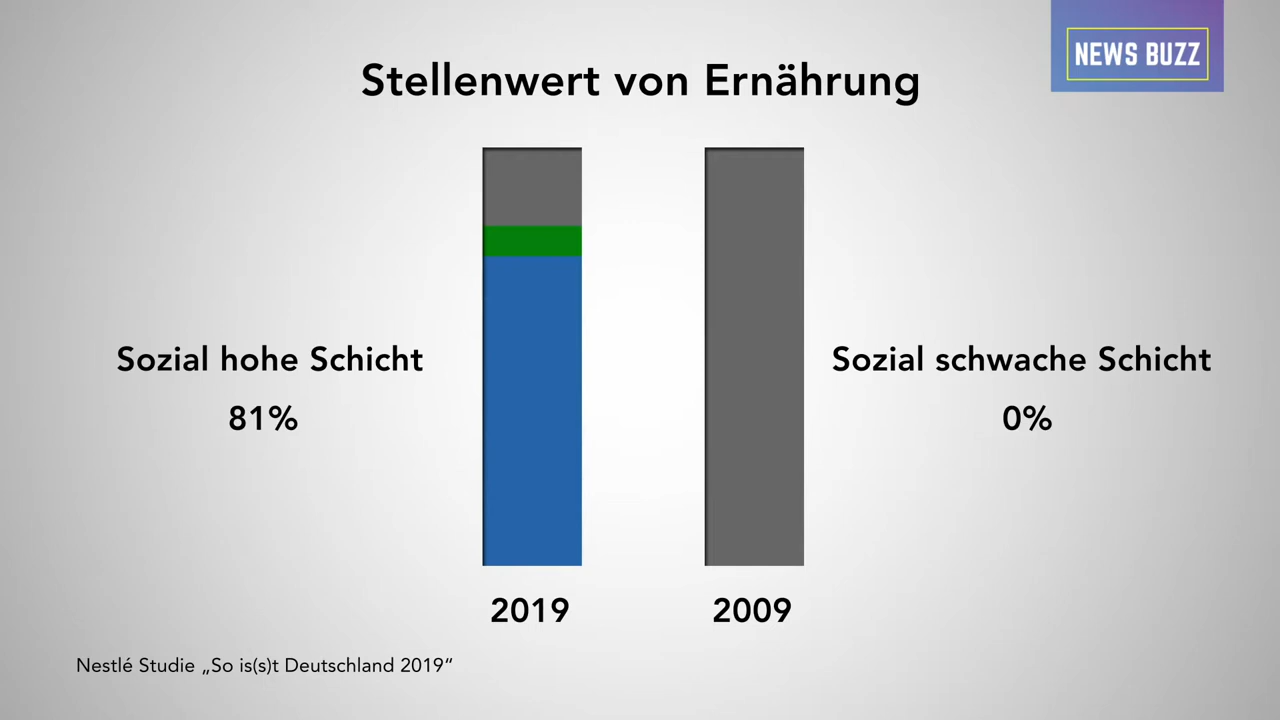 NEWS BUZZ
Stellenwert von Ernährung
Sozial hohe Schicht
81%
Sozial schwache Schicht
0%
2019
2009
Nestlé Studie „So is(s)t Deutschland 2019“